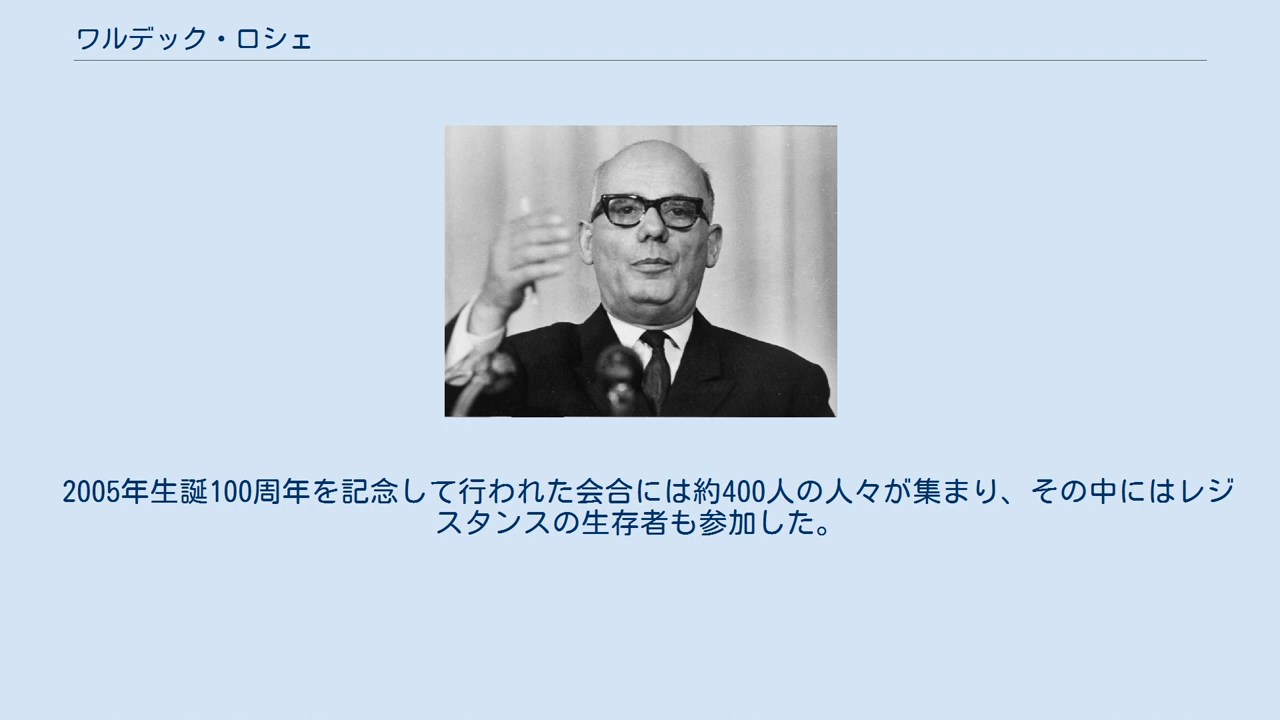 ワルデック・ロシェ
2005年生誕100周年を記念して行われた会合には約400人の人々が集まり、その中にはレジ
スタンスの生存者も参加した。